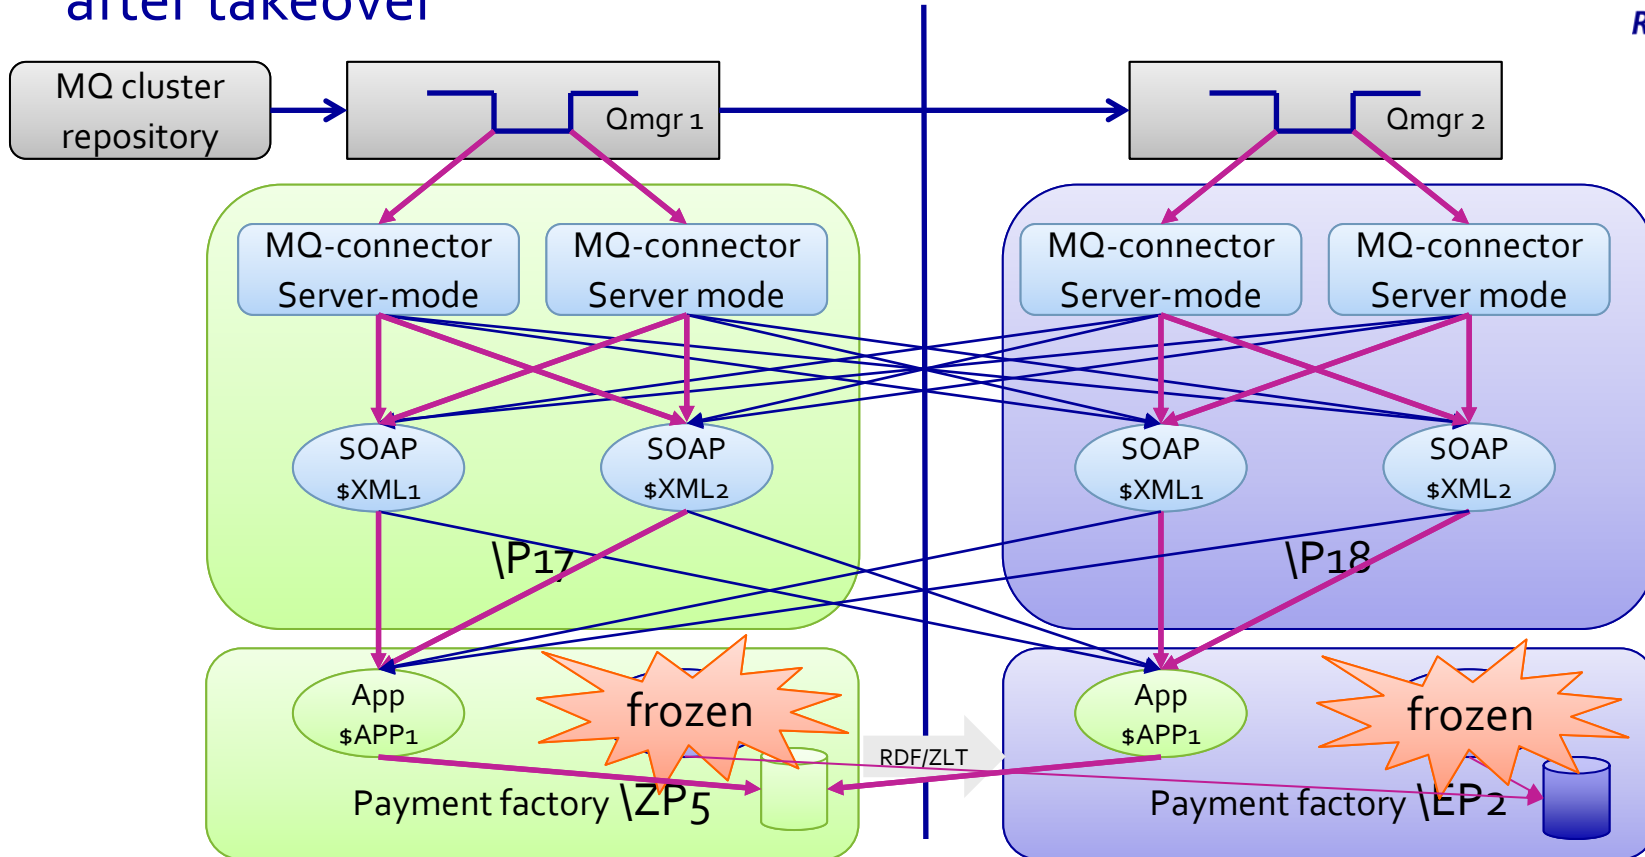 after takeover
R
MQ cluster
repository
Qmgr 1
Qmgr 2
MQ-connector
Server-mode
MQ-connector
Server mode
MQ-connector
Server-mode
MQ-connector
Server mode
SOAP
$XML1
SOAP
$XML2
SOAP
$XML1
SOAP
$XML2
\P17
\P18
App
$APP1
frozen
App
$APP1
frozen
RDF/ZLT
Payment factory \ZP5
Payment factory \EP2